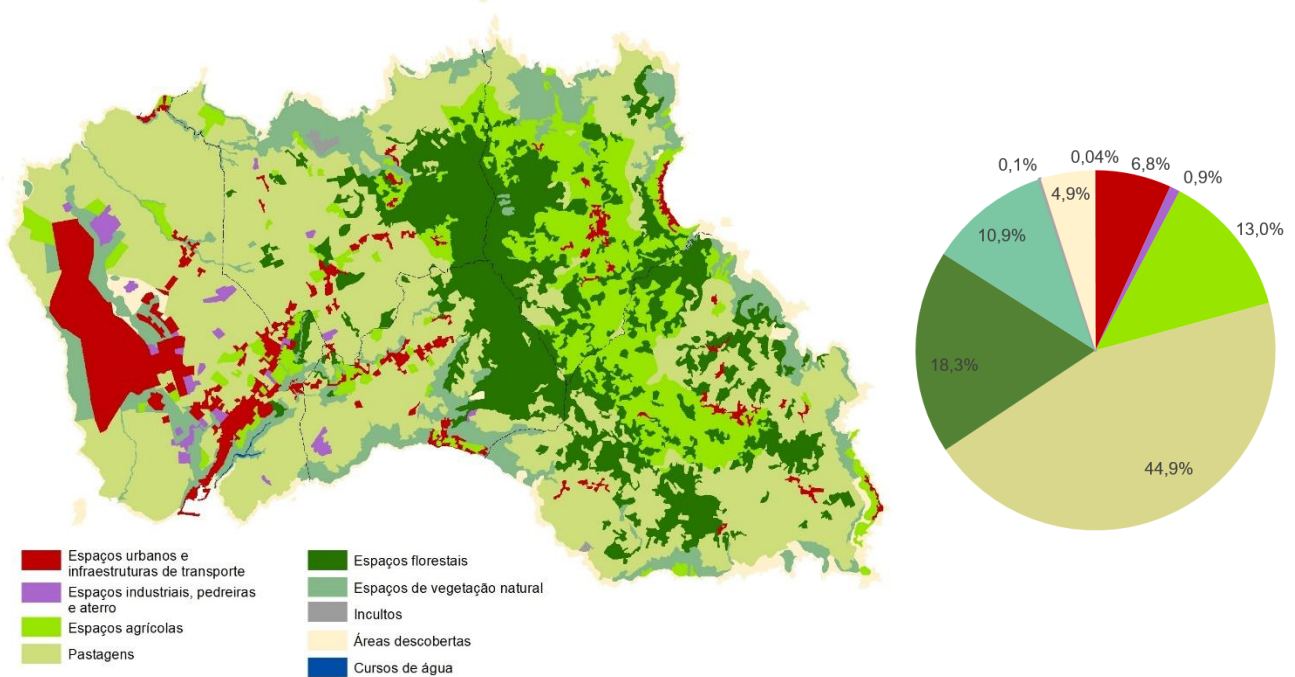 0,1%
0,04%
6,8%
0,9%
4,9%
13,0%
10,9%
18,3%
44,9%
Espaços urbanos e
infraestruturas de transporte
Espaços industriais, pedreiras
e aterro
Espaços agrícolas
Pastagens
Espaços florestais
Espaços de vegetação natural
Incultos
Áreas descobertas
Cursos de água